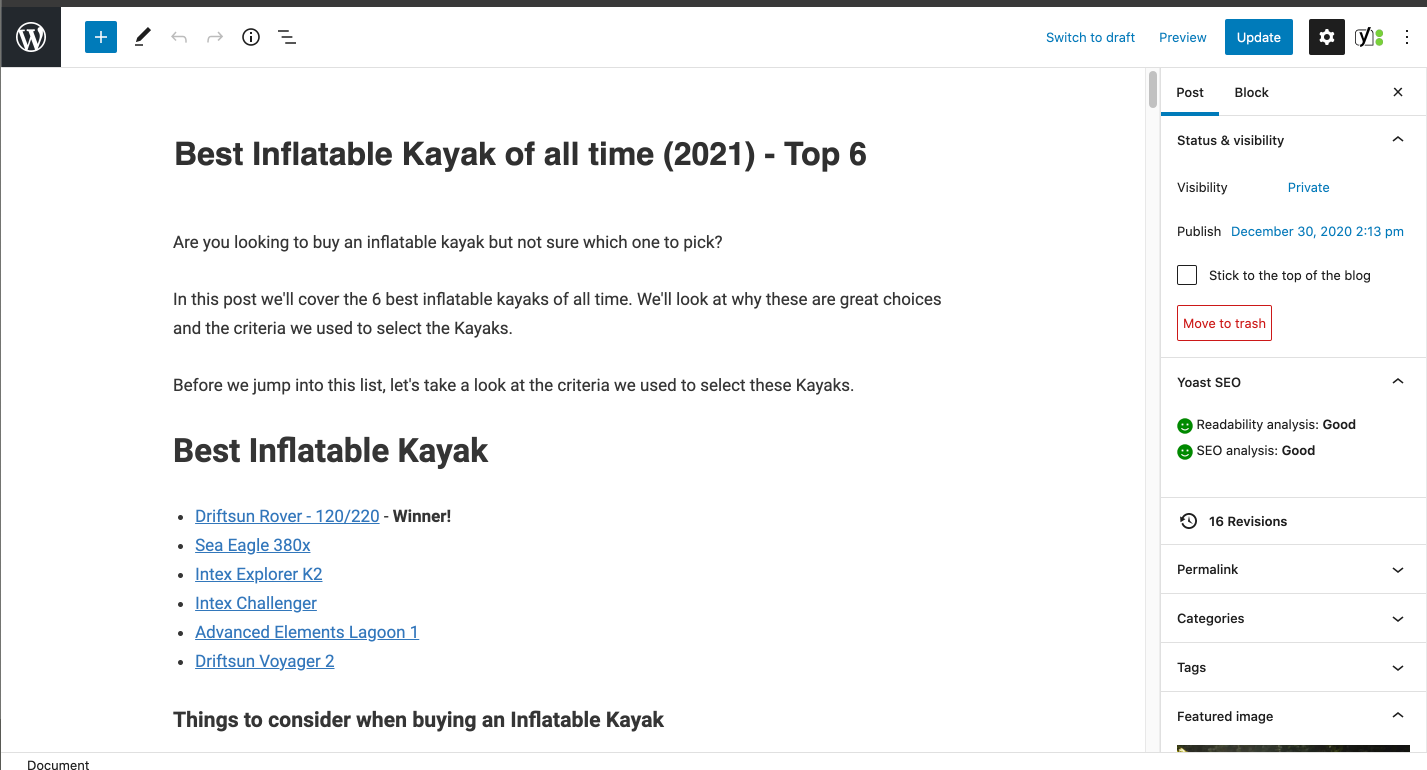 Switch to draft
Preview
Update
Best Inflatable Kayak of all time (2021) - Top 6
Are you looking to buy an inflatable kayak but not sure which one to pick?
In this post we'll cover the 6 best inflatable kayaks of all time. We'll look at why these are great choices
and the criteria we used to select the Kayaks.
Before we jump into this list, let's take a look at the criteria we used to select these Kayaks.
Best Inflatable Kayak
Driftsun Rover - 120/220 - Winner!
Sea Eagle 380x
Intex Explorer K2
Intex Challenger
Advanced Elements Lagoon 1
Driftsun Voyager 2
Things to consider when buying an Inflatable Kayak
Post
Block
Status & visibility
Visibility Private
Publish December 30, 2020 2:13 pm
Stick to the top of the blog
Move to trash
Yoast SEO
Readability analysis: Good
SEO analysis: Good
16 Revisions
Permalink
Categories
Tags
Featured image
Document